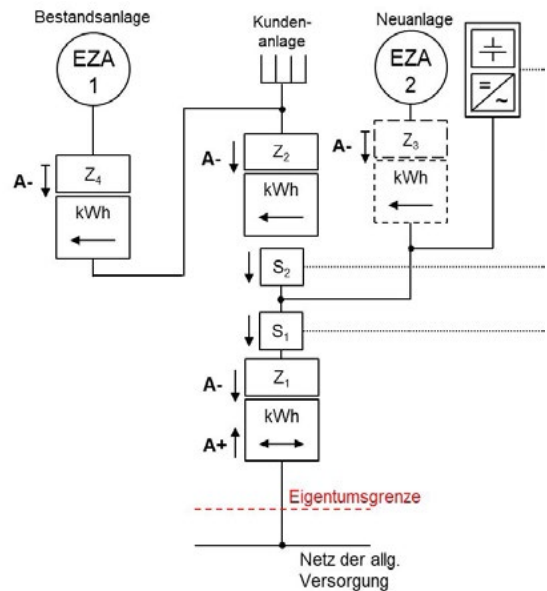 Bestandsanlage
Kunden-
anlage
Neuanlage
EZA
1
EZA
2
=
~
A-
Z₄
kWh
A-
Z₂
kWh
A-
Z₃
kWh
S₂
S₁
A-
Z₁
kWh
A+
Eigentumsgrenze
Netz der allg.
Versorgung